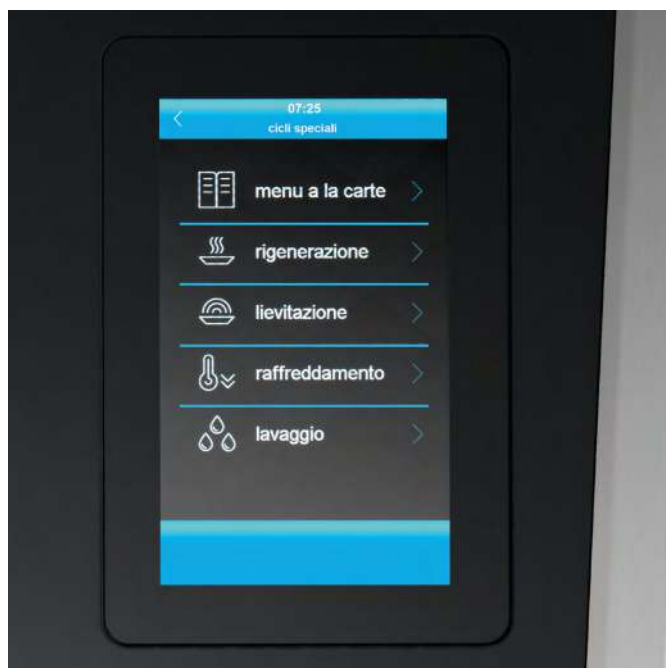 07:25
cicli speciali
menu a la carte
rigenerazione
lievitazione
raffreddamento
lavaggio